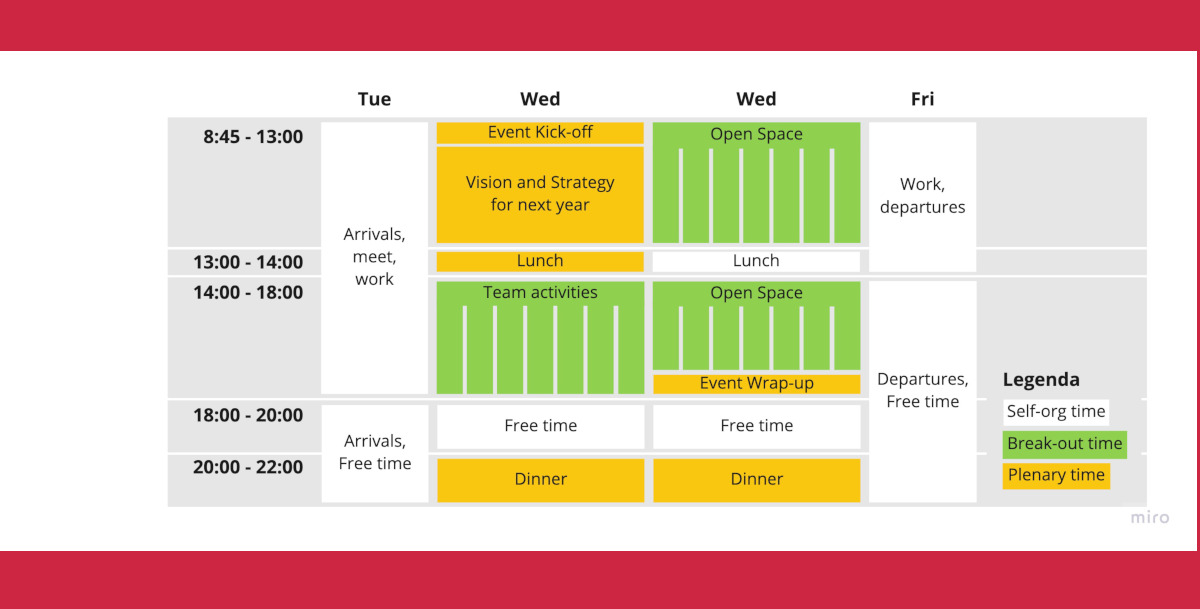 Tue
Wed
Wed
Fri
8:45 - 13:00
Event Kick-off
Vision and Strategy
for next year
Open Space
Work,
departures
Arrivals,
meet,
work
13:00 - 14:00
Lunch
Lunch
14:00 - 18:00
Team activities
Open Space
Event Wrap-up
Departures,
Free time
18:00 - 20:00
Arrivals,
Free time
Free time
Free time
20:00 - 22:00
Dinner
Dinner
Legenda
Self-org time
Break-out time
Plenary time
miro